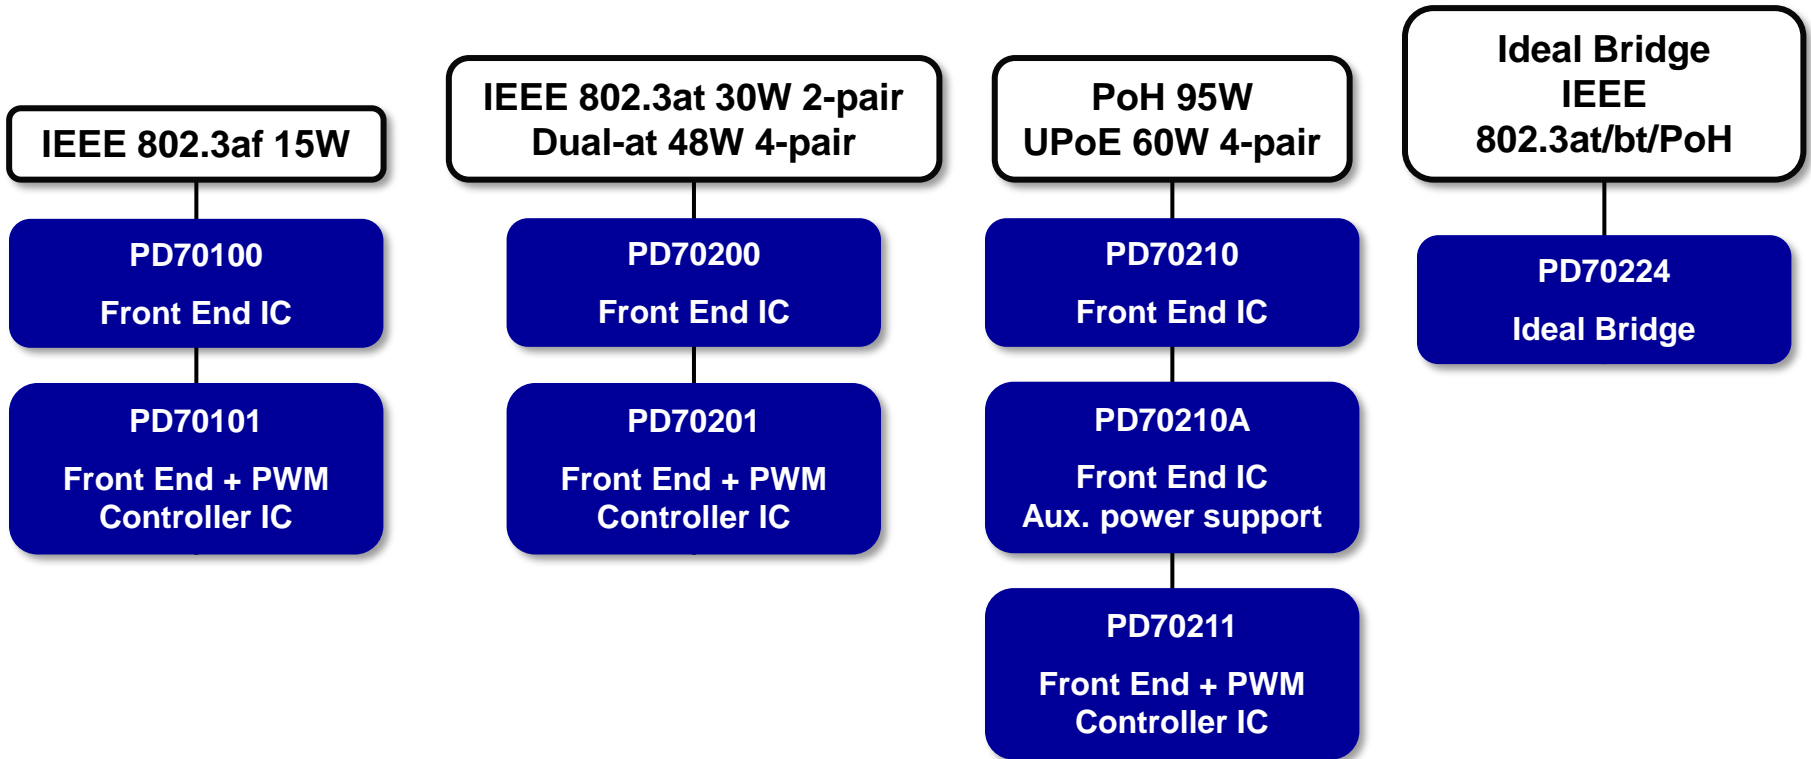 IEEE 802.3af 15W
PD70100
Front End IC
PD70101
Front End + PWM
Controller IC
IEEE 802.3at 30W 2-pair
Dual-at 48W 4-pair
PD70200
Front End IC
PD70201
Front End + PWM
Controller IC
PoH 95W
UPoE 60W 4-pair
PD70210
Front End IC
PD70210A
Front End IC
Aux. power support
PD70211
Front End + PWM
Controller IC
Ideal Bridge
IEEE
802.3at/bt/PoH
PD70224
Ideal Bridge